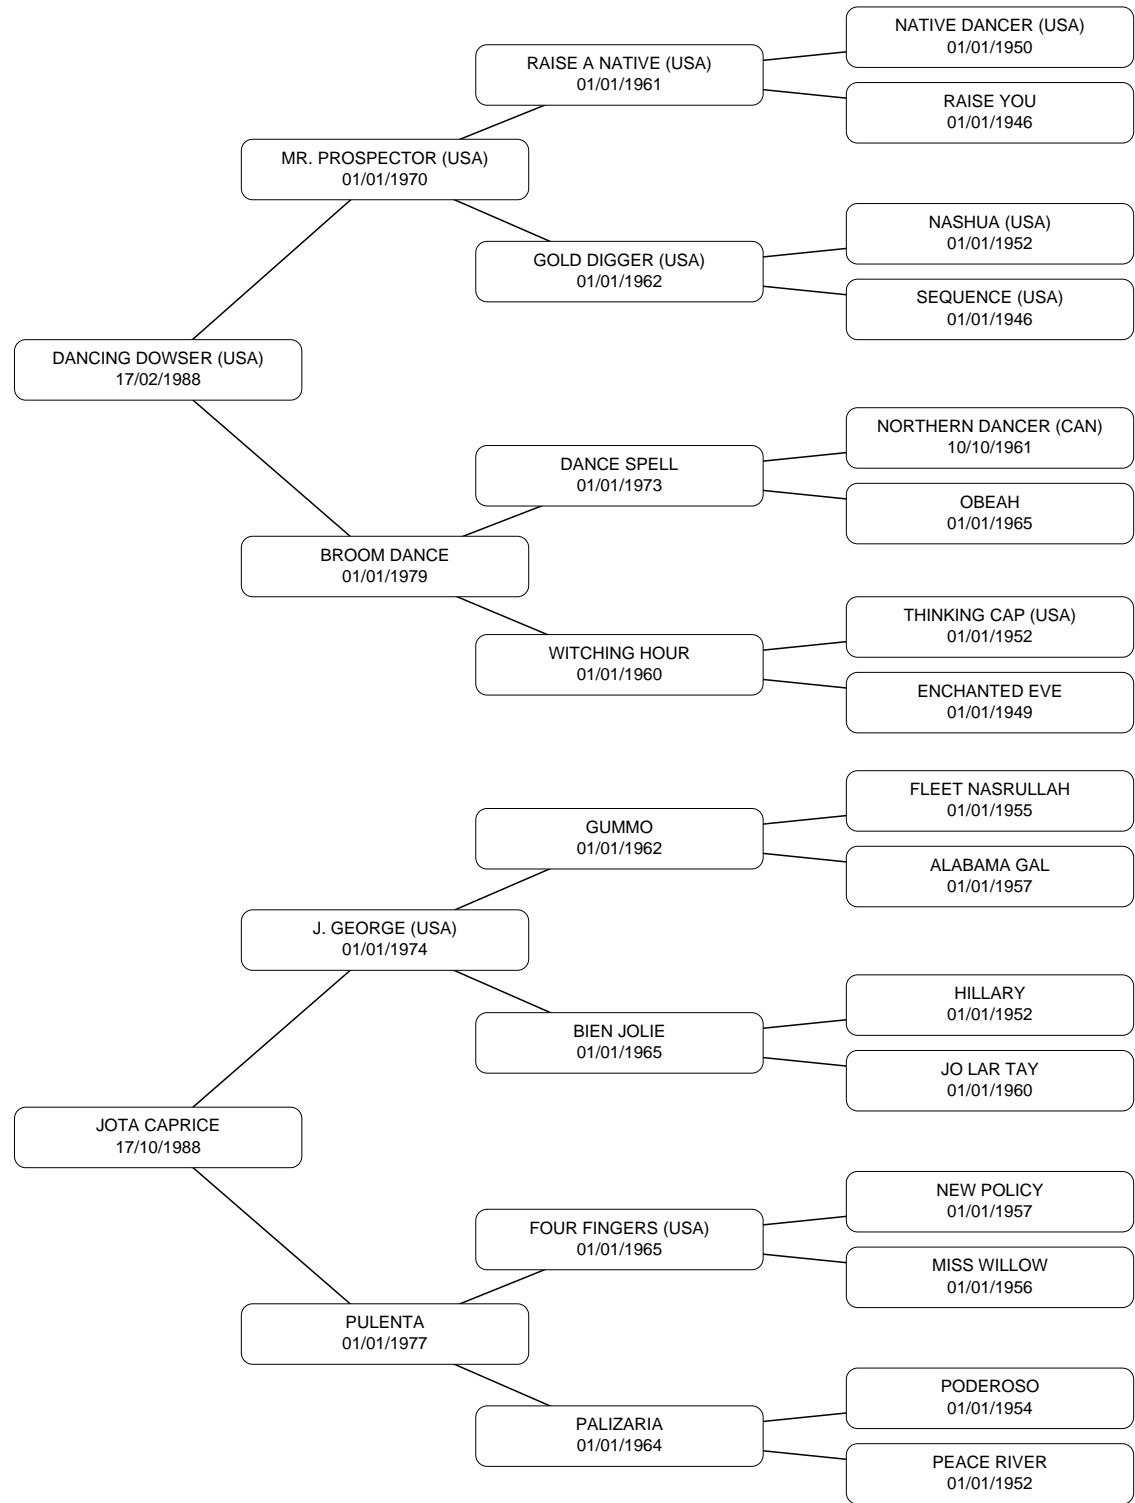 NATIVE DANCER (USA)
01/01/1950
RAISE A NATIVE (USA)
01/01/1961
RAISE YOU
01/01/1946
MR. PROSPECTOR (USA)
01/01/1970
NASHUA (USA)
01/01/1952
GOLD DIGGER (USA)
01/01/1962
SEQUENCE (USA)
01/01/1946
DANCING DOWSER (USA)
17/02/1988
NORTHERN DANCER (CAN)
10/10/1961
DANCE SPELL
01/01/1973
OBEAH
01/01/1965
BROOM DANCE
01/01/1979
THINKING CAP (USA)
01/01/1952
WITCHING HOUR
01/01/1960
ENCHANTED EVE
01/01/1949
FLEET NASRULLAH
01/01/1955
GUMMO
01/01/1962
ALABAMA GAL
01/01/1957
J. GEORGE (USA)
01/01/1974
HILLARY
01/01/1952
BIEN JOLIE
01/01/1965
JO LAR TAY
01/01/1960
JOTA CAPRICE
17/10/1988
NEW POLICY
01/01/1957
FOUR FINGERS (USA)
01/01/1965
MISS WILLOW
01/01/1956
PULENTA
01/01/1977
PODEROSO
01/01/1954
PALIZARIA
01/01/1964
PEACE RIVER
01/01/1952